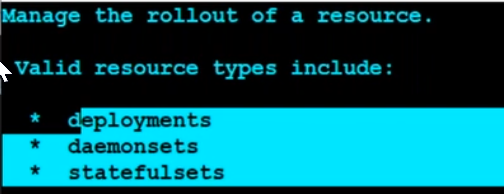 Manage the rollout of a resource.
Valid resource types include:
* deployments
* daemonsets
* statefulsets